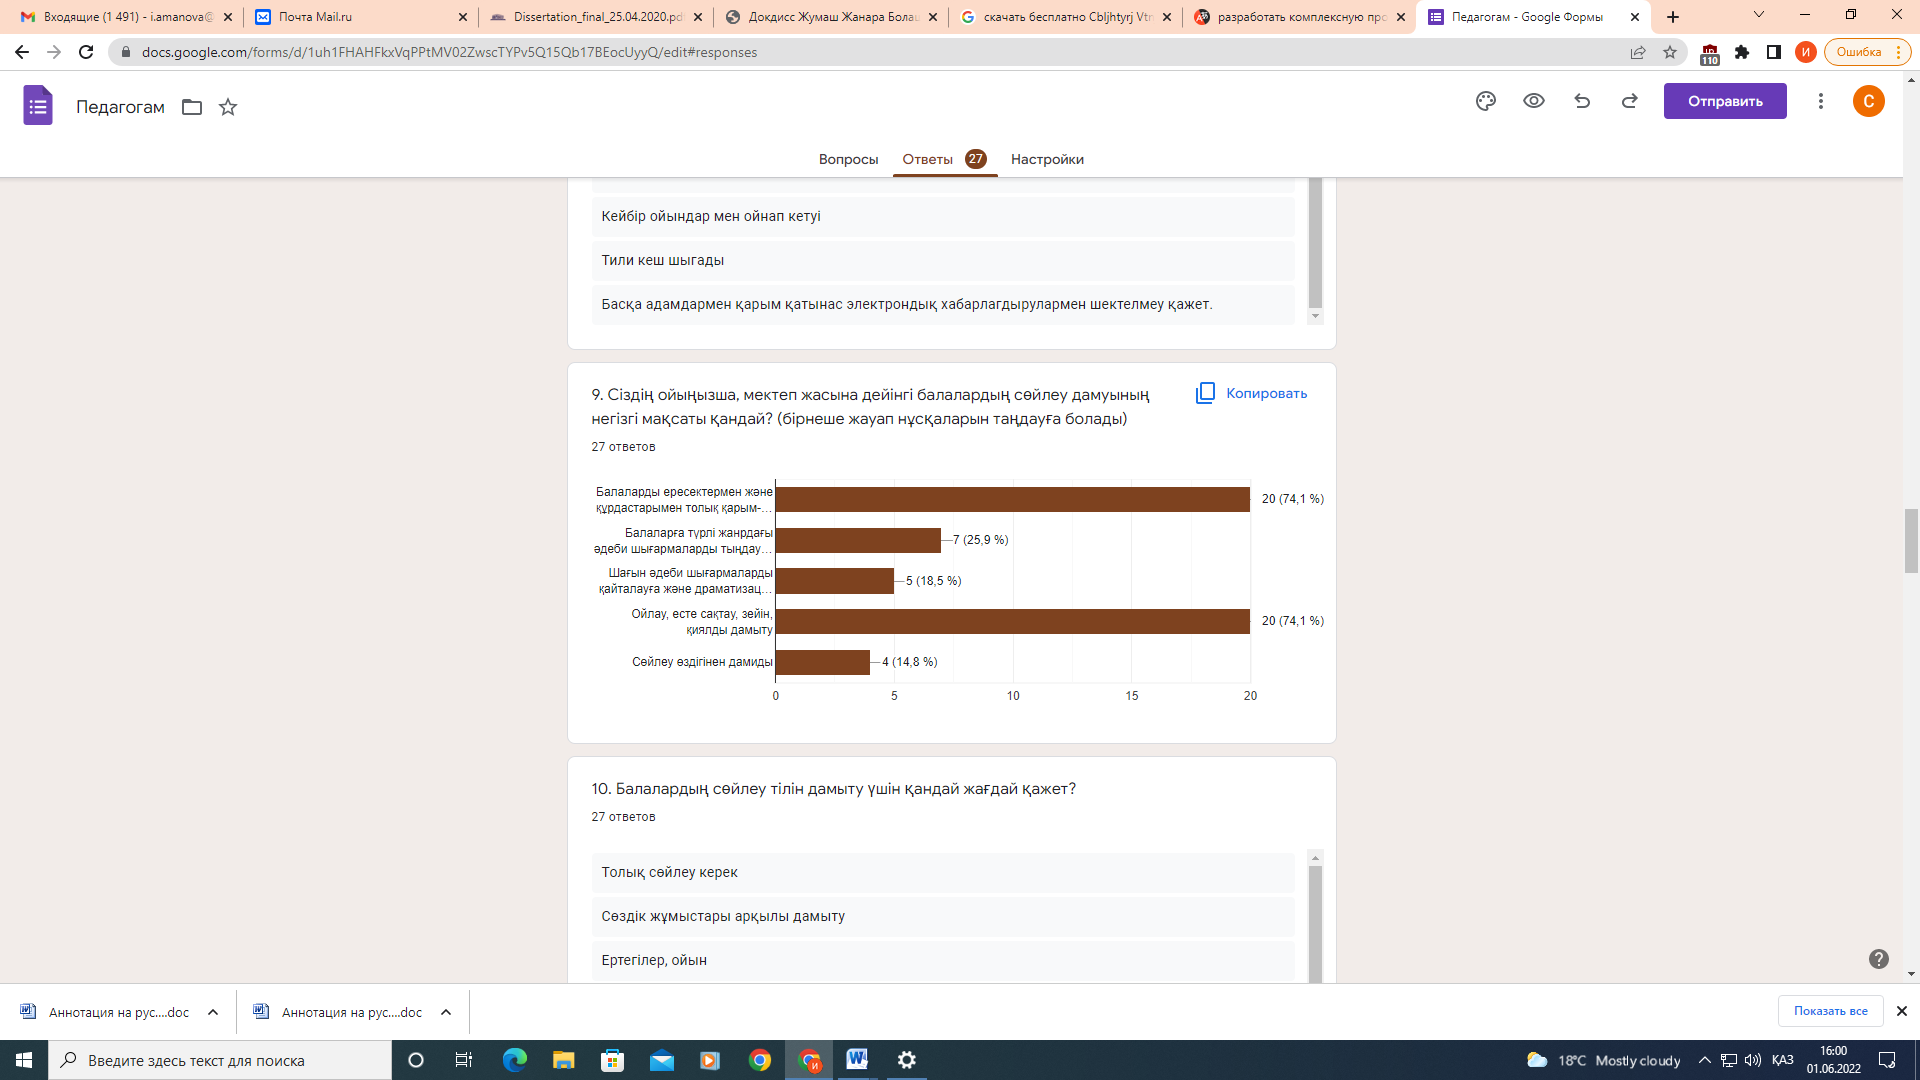 Входящие (1 491) - i.amanova@
Почта Mail.ru
Dissertation_final_25.04.2020.pd
Докдисс Жумаш Жанара Болаш
скачать бесплатно Cbljhtyrj Vtn
разработать комплексную про
Педагогам - Google Формы
docs.google.com/forms/d/1uh1FHAHFkxVqPPtMV02ZwscTYPv5Q15Qb17BEocUyyQ/edit#responses
110
И
Ошибка
Педагогам
Отправить
С
Вопросы
Ответы 27
Настройки
Кейбір ойындар мен ойнап кетуі
Тили кеш шыгады
Басқа адамдармен қарым қатынас электрондық хабарлагдырулармен шектелмеу қажет.
9. Сіздің ойыңызша, мектеп жасына дейінгі балалардың сөйлеу дамуының
негізгі мақсаты қандай? (бірнеше жауап нұсқаларын таңдауға болады)
Копировать
27 ответов
Балаларды ересектермен және
құрдастарымен толық қарым-...
20 (74,1 %)
Балаларға түрлі жанрдағы
әдеби шығармаларды тыңдау...
7 (25,9 %)
Шағын әдеби шығармаларды
қайталауға және драматизац...
5 (18,5 %)
Ойлау, есте сақтау, зейін,
қиялды дамыту
20 (74,1 %)
Сөйлеу өздігінен дамиды
4 (14,8 %)
0 5 10 15 20
10. Балалардың сөйлеу тілін дамыту үшін қандай жағдай қажет?
27 ответов
Толық сөйлеу керек
Сөздік жұмыстары арқылы дамыту
Ертегілер, ойын
Аннотация на рус....doc
Аннотация на рус....doc
Показать все
Введите здесь текст для поиска
18°C Mostly cloudy
ҚАЗ
16:00
01.06.2022